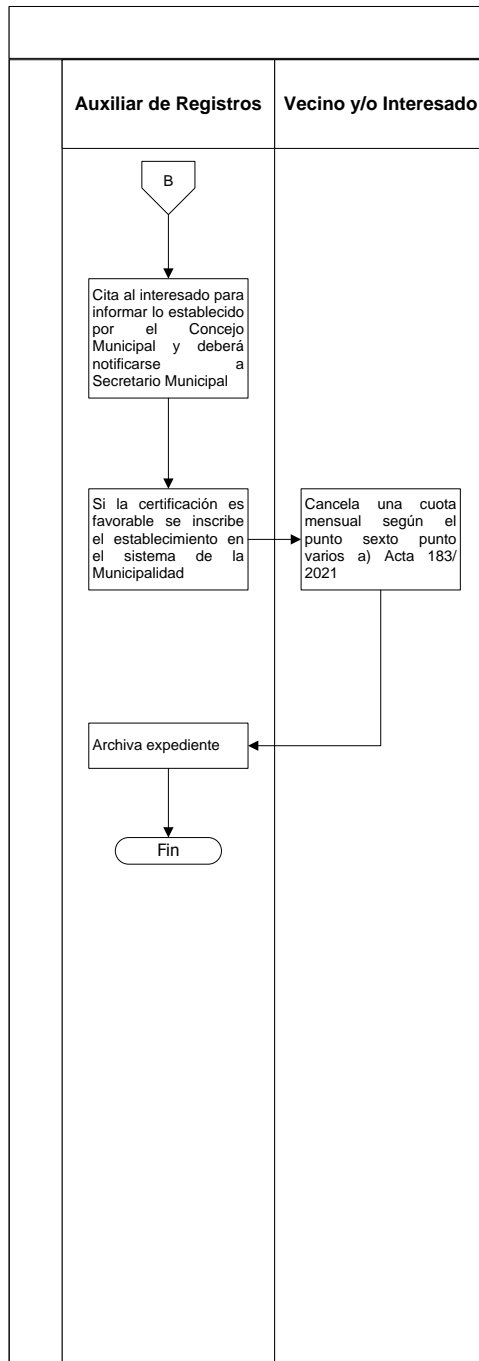 Auxiliar de Registros
Vecino y/o Interesado
B
Cita al interesado para
informar lo establecido
por el Concejo
Municipal y deberá
notificarse a
Secretario Municipal
Si la certificación es
favorable se inscribe
el establecimiento en
el sistema de la
Municipalidad
Cancela una cuota
mensual según el
punto sexto punto
varios a) Acta 183/
2021
Archiva expediente
Fin